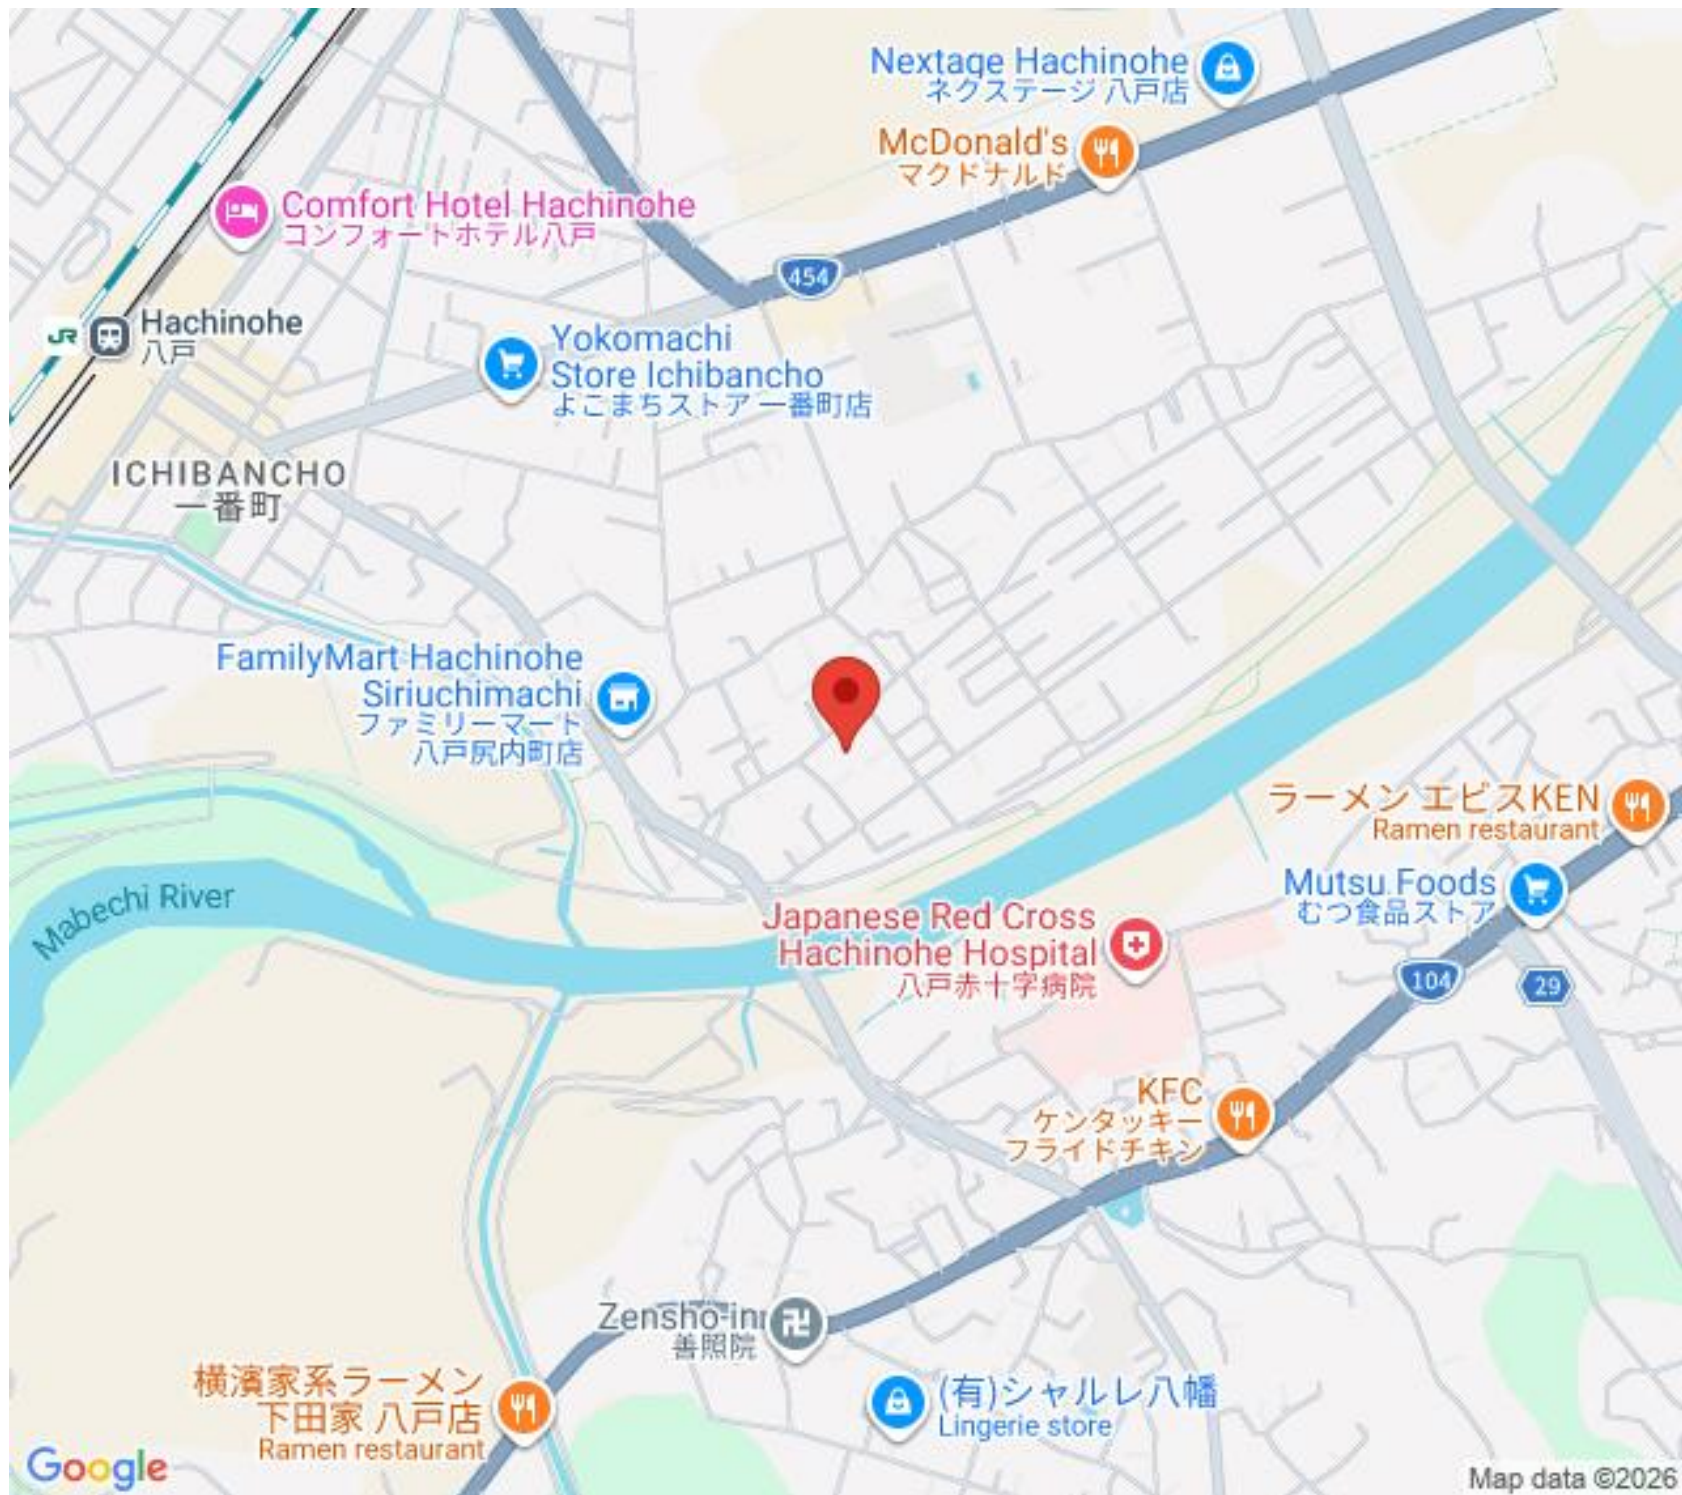 Nextage Hachinohe
ネクステージ 八戸店
McDonald's
マクドナルド
Comfort Hotel Hachinohe
コンフォートホテル八戸
454
JR
Hachinohe
八戸
Yokomachi
Store Ichibancho
よこまちストア 一番町店
ICHIBANCHO
一番町
FamilyMart Hachinohe
Siriuchimachi
ファミリーマート
八戸尻内町店
ラーメン エビスKEN
Ramen restaurant
Mutsu Foods
むつ食品ストア
Mabechi River
Japanese Red Cross
Hachinohe Hospital
八戸赤十字病院
104
29
KFC
ケンタッキー
フライドチキン
Zensho-inn
善照院
横濱家系ラーメン
下田家 八戸店
Ramen restaurant
(有)シャルレ八幡
Lingerie store
Google
Map data ©2026